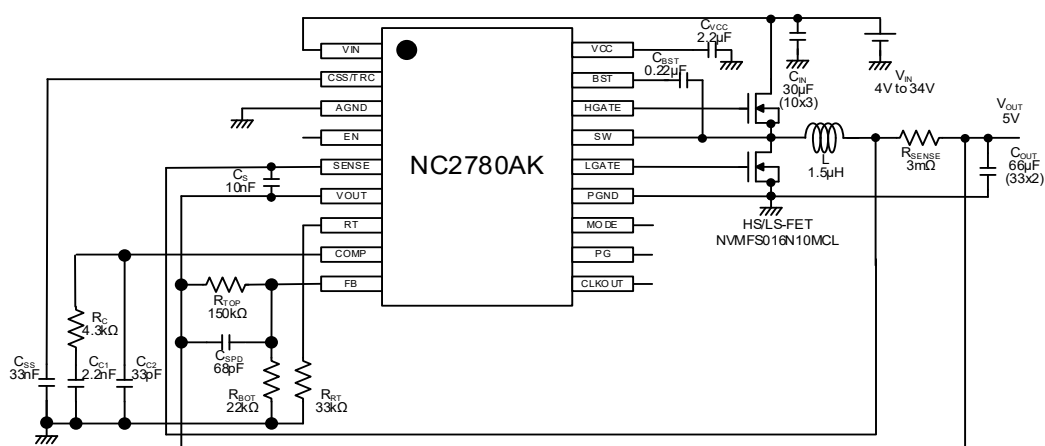 VIN
CSS/TRC
AGND
EN
SENSE
VOUT
RT
COMP
FB
NC2780AK
VCC
BST
HGATE
SW
LGATE
PGND
MODE
PG
CLKOUT
CVCC
2.2µF
CBST
0.22µF
CIN
30µF
(10x3)
VIN
4V to 34V
VOUT
5V
L
1.5µH
RSENSE
3mΩ
COUT
66µF
(33x2)
HS/LS-FET
NVMFS016N10MCL
CS
10nF
RTOP
150kΩ
CSPD
68pF
RC
4.3kΩ
CSS
33nF
CC1
2.2nF
CC2
33pF
RBOT
22kΩ
RRT
33kΩ